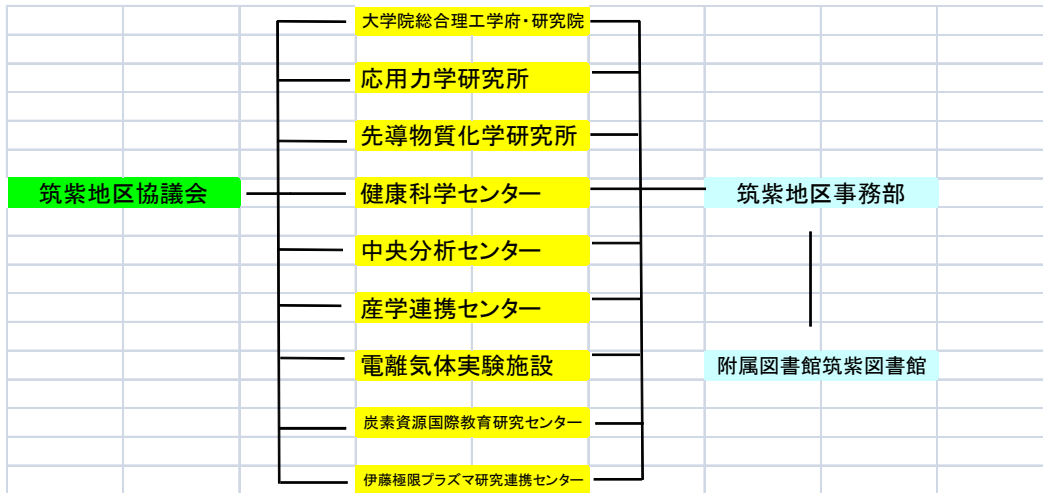 大学院総合理工学府・研究院
応用力学研究所
先導物質化学研究所
筑紫地区協議会
健康科学センター
筑紫地区事務部
中央分析センター
産学連携センター
電離気体実験施設
附属図書館筑紫図書館
炭素資源国際教育研究センター
伊藤極限プラズマ研究連携センター